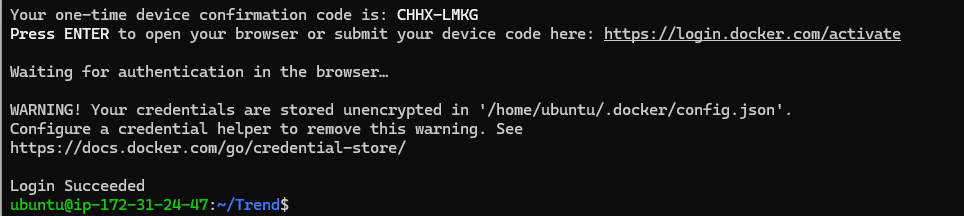 Your one-time device confirmation code is: CHHX-LMKG
Press ENTER to open your browser or submit your device code here: https://login.docker.com/activate
Waiting for authentication in the browser…
WARNING! Your credentials are stored unencrypted in '/home/ubuntu/.docker/config.json'.
Configure a credential helper to remove this warning. See
https://docs.docker.com/go/credential-store/
Login Succeeded
ubuntu@ip-172-31-24-47:~/Trend$